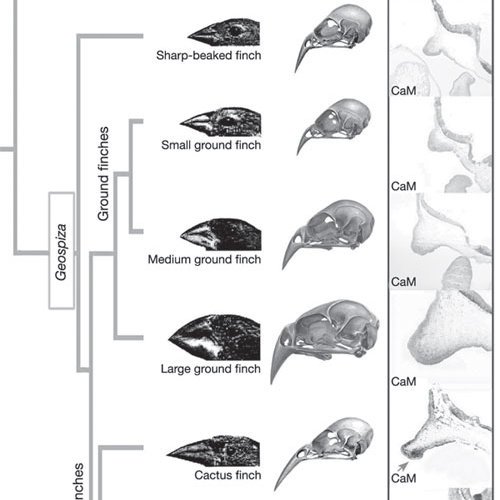 Sharp-beaked finch
CaM
Small ground finch
CaM
Ground finches
Geospiza
Medium ground finch
CaM
Large ground finch
CaM
Cactus finch
CaM
nches